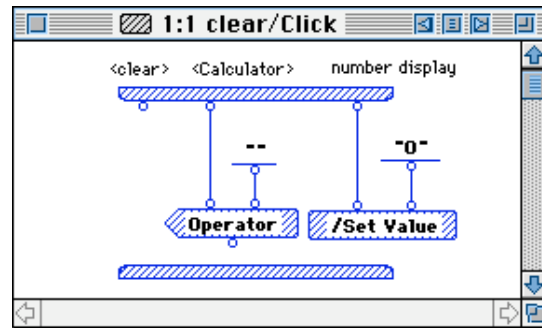 1:1 clear/Click
<clear> <Calculator> number display
"" "0"
Operator /Set Value